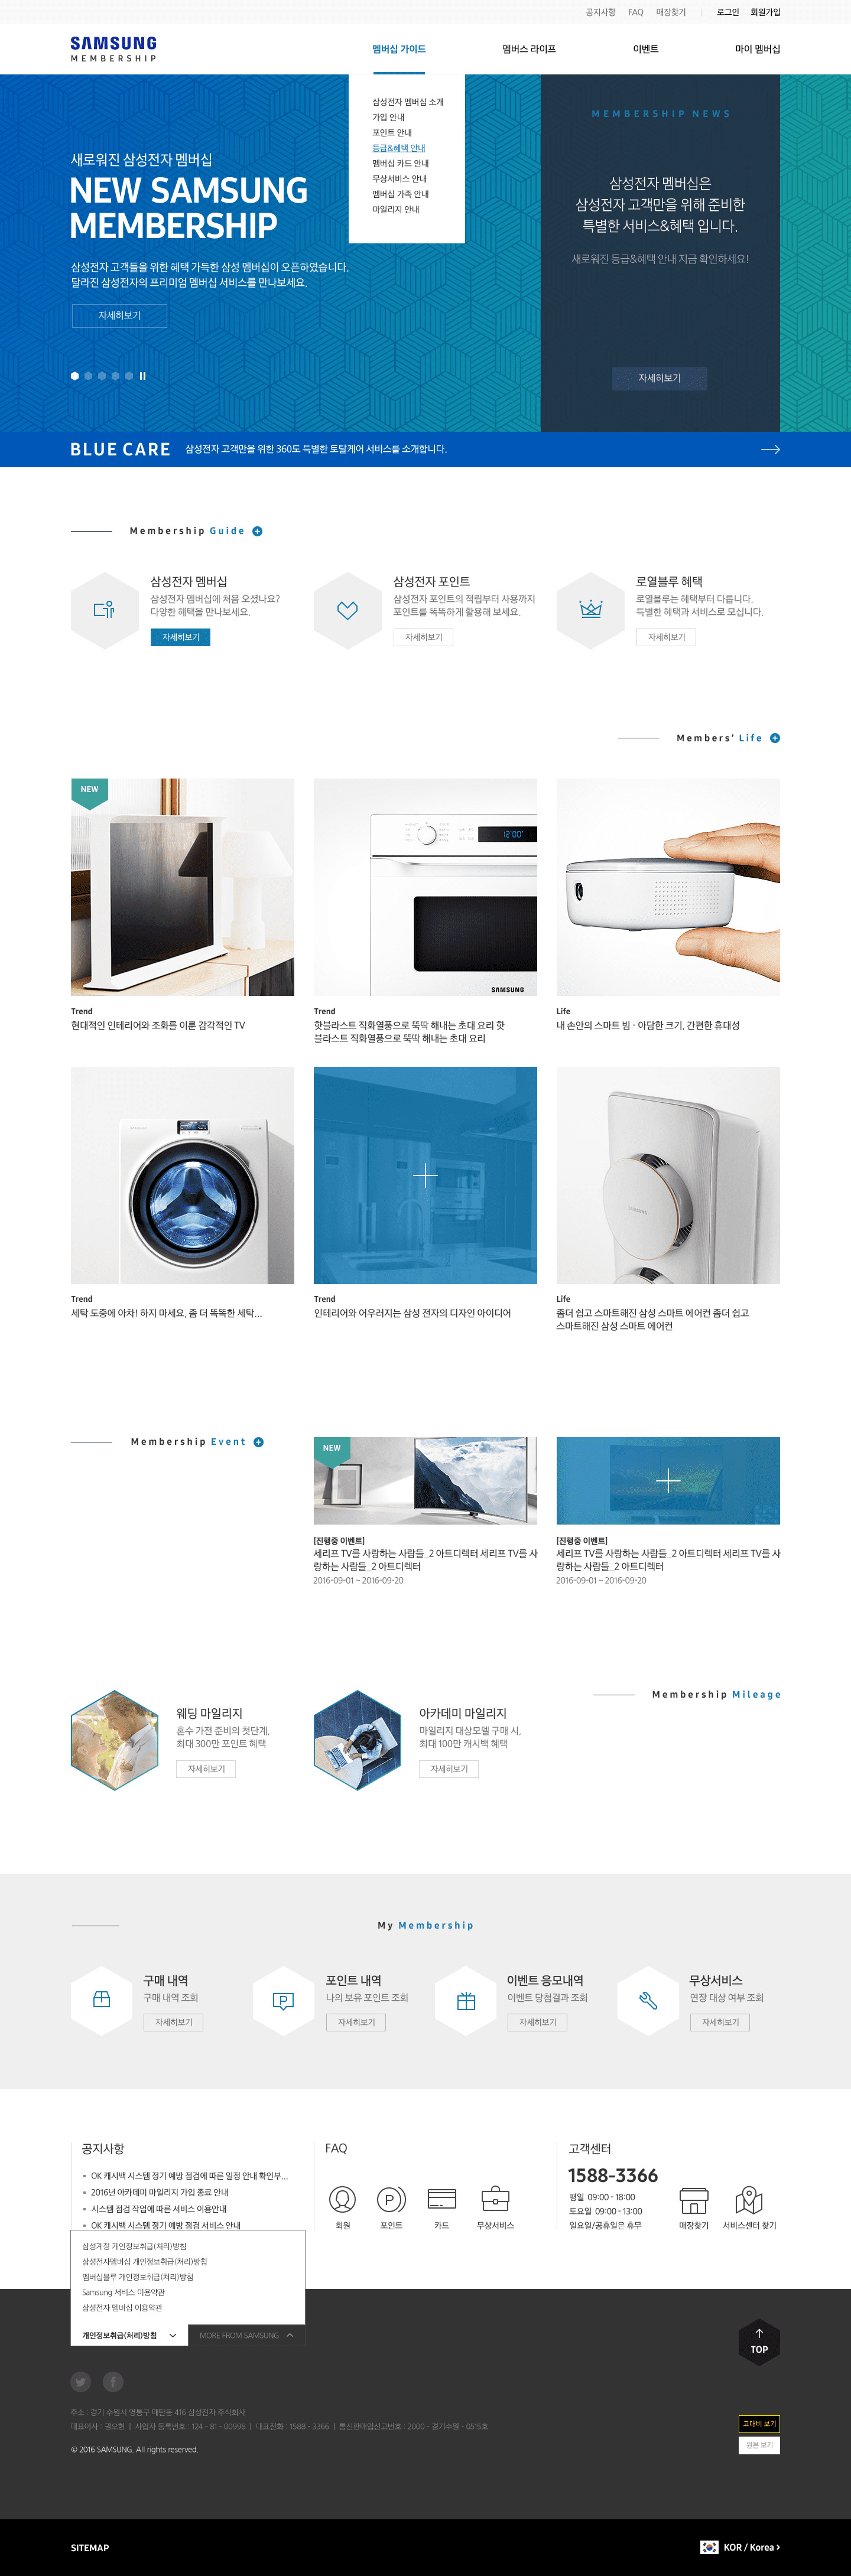 공지사항 FAQ 매장찾기 로그인 회원가입
SAMSUNG
MEMBERSHIP
멤버십 가이드 멤버스 라이프 이벤트 마이 멤버십
삼성전자 멤버십 소개
가입 안내
포인트 안내
등급&혜택 안내
멤버십 카드 안내
무상서비스 안내
멤버십 가족 안내
마일리지 안내
새로워진 삼성전자 멤버십
NEW SAMSUNG
MEMBERSHIP
삼성전자 고객들을 위한 혜택 가득한 삼성 멤버십이 오픈하였습니다.
달라진 삼성전자의 프리미엄 멤버십 서비스를 만나보세요.
자세히보기
MEMBERSHIP NEWS
삼성전자 멤버십은
삼성전자 고객만을 위해 준비한
특별한 서비스&혜택 입니다.
새로워진 등급&혜택 안내 지금 확인하세요!
자세히보기
BLUE CARE 삼성전자 고객만을 위한 360도 특별한 토탈케어 서비스를 소개합니다.
Membership Guide
삼성전자 멤버십
삼성전자 멤버십에 처음 오셨나요?
다양한 혜택을 만나보세요.
자세히보기
삼성전자 포인트
삼성전자 포인트의 적립부터 사용까지
포인트를 똑똑하게 활용해 보세요.
자세히보기
로열블루 혜택
로열블루는 혜택부터 다릅니다.
특별한 혜택과 서비스로 모십니다.
자세히보기
Members' Life
NEW
12:00
SAMSUNG
Trend
현대적인 인테리어와 조화를 이룬 감각적인 TV
Trend
핫블라스트 직화열풍으로 뚝딱 해내는 초대 요리 핫
블라스트 직화열풍으로 뚝딱 해내는 초대 요리
Life
내 손안의 스마트 빔 - 아담한 크기, 간편한 휴대성
SAMSUNG
Trend
세탁 도중에 아차! 하지 마세요, 좀 더 똑똑한 세탁...
Trend
인테리어와 어우러지는 삼성 전자의 디자인 아이디어
Life
좀더 쉽고 스마트해진 삼성 스마트 에어컨 좀더 쉽고
스마트해진 삼성 스마트 에어컨
Membership Event
NEW
[진행중 이벤트]
세리프 TV를 사랑하는 사람들_2 아트디렉터 세리프 TV를 사
랑하는 사람들_2 아트디렉터
2016-09-01 ~ 2016-09-20
[진행중 이벤트]
세리프 TV를 사랑하는 사람들_2 아트디렉터 세리프 TV를 사
랑하는 사람들_2 아트디렉터
2016-09-01 ~ 2016-09-20
Membership Mileage
웨딩 마일리지
혼수 가전 준비의 첫단계,
최대 300만 포인트 혜택
자세히보기
아카데미 마일리지
마일리지 대상모델 구매 시,
최대 100만 캐시백 혜택
자세히보기
My Membership
구매 내역
구매 내역 조회
자세히보기
포인트 내역
나의 보유 포인트 조회
자세히보기
이벤트 응모내역
이벤트 당첨결과 조회
자세히보기
무상서비스
연장 대상 여부 조회
자세히보기
공지사항
OK 캐시백 시스템 정기 예방 점검에 따른 일정 안내 확인부...
2016년 아카데미 마일리지 가입 종료 안내
시스템 점검 작업에 따른 서비스 이용안내
OK 캐시백 시스템 정기 예방 점검 서비스 안내
FAQ
회원 포인트 카드 무상서비스
고객센터
1588-3366
평일 09:00 - 18:00
토요일 09:00 - 13:00
일요일/공휴일은 휴무
매장찾기 서비스센터 찾기
삼성계정 개인정보취급(처리)방침
삼성전자멤버십 개인정보취급(처리)방침
멤버십블루 개인정보취급(처리)방침
Samsung 서비스 이용약관
삼성전자 멤버십 이용약관
개인정보취급(처리)방침 MORE FROM SAMSUNG
TOP
주소 : 경기 수원시 영통구 매탄동 416 삼성전자 주식회사
대표이사 : 권오현 | 사업자 등록번호 : 124 - 81 - 00998 | 대표전화 : 1588 - 3366 | 통신판매업신고번호 : 2000 - 경기수원 - 0515호
© 2016 SAMSUNG. All rights reserved.
고대비 보기
원본 보기
SITEMAP
KOR / Korea >